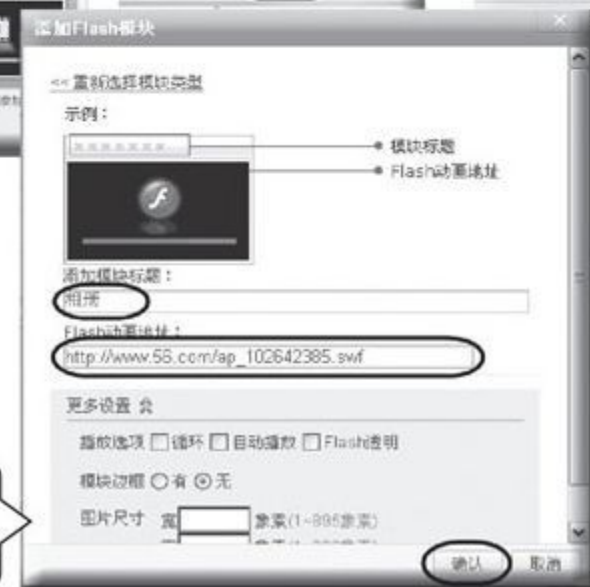 添加Flash模块
<< 重新选择模块类型
示例：
模块标题
Flash动画地址
添加模块标题：
相册
Flash动画地址：
http://www.56.com/ap_102642385.swf
更多设置
播放选项 循环 自动播放 Flash透明
模块边框 有 无
图片尺寸 宽 象素(1~895象素)
确认 取消